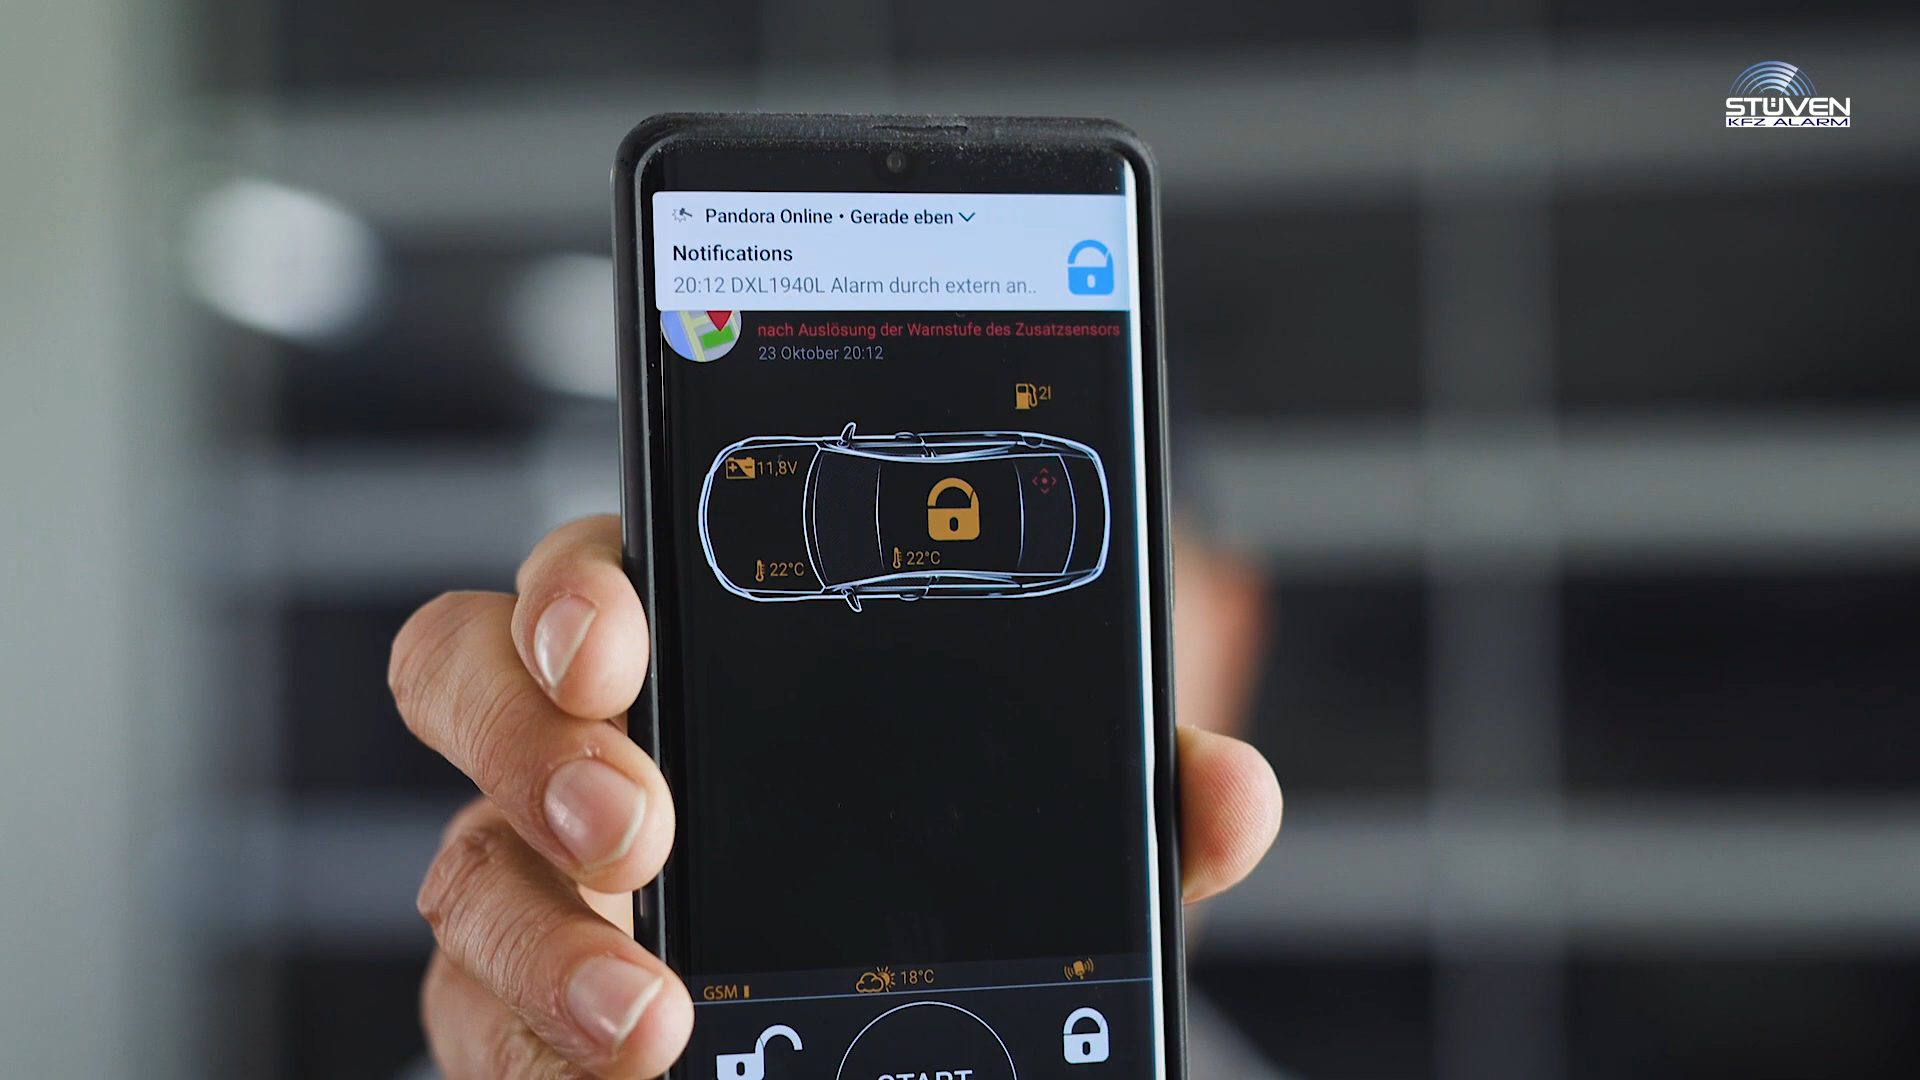 STÜVEN
KFZ ALARM
Pandora Online • Gerade eben
Notifications
20:12 DXL1940L Alarm durch extern an..
nach Auslösung der Warnstufe des Zusatzsensors
23 Oktober 20:12
2l
11,8V
22°C
22°C
GSM
18°C
START